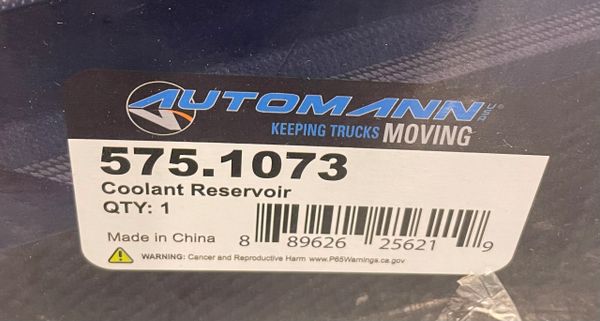 AUTOMANN INC.®
KEEPING TRUCKS MOVING
575.1073
Coolant Reservoir
QTY: 1
Made in China
8 89626 25621 9
WARNING: Cancer and Reproductive Harm www.P65Warnings.ca.gov